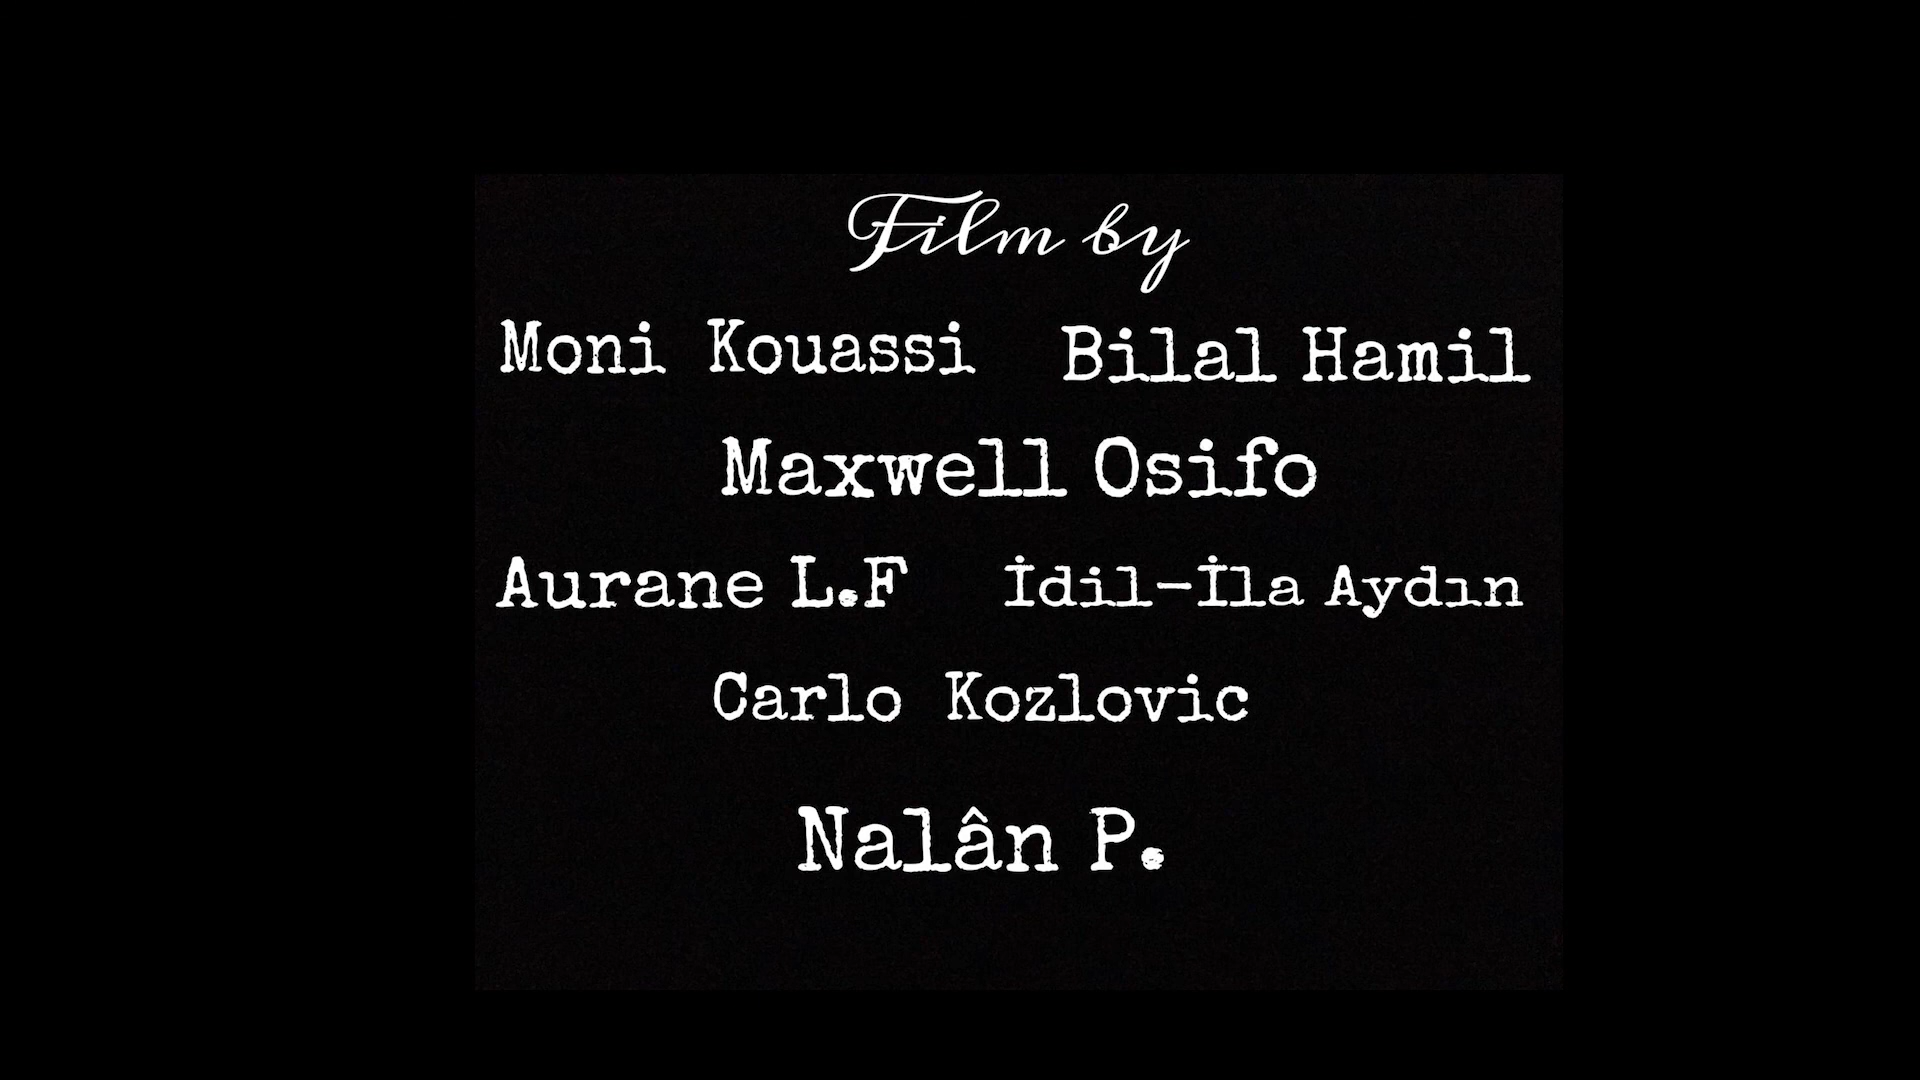 Film by
Moni Kouassi Bilal Hamil
Maxwell Osifo
Aurane L.F İdil-İla Aydın
Carlo Kozlovic
Nalân P.